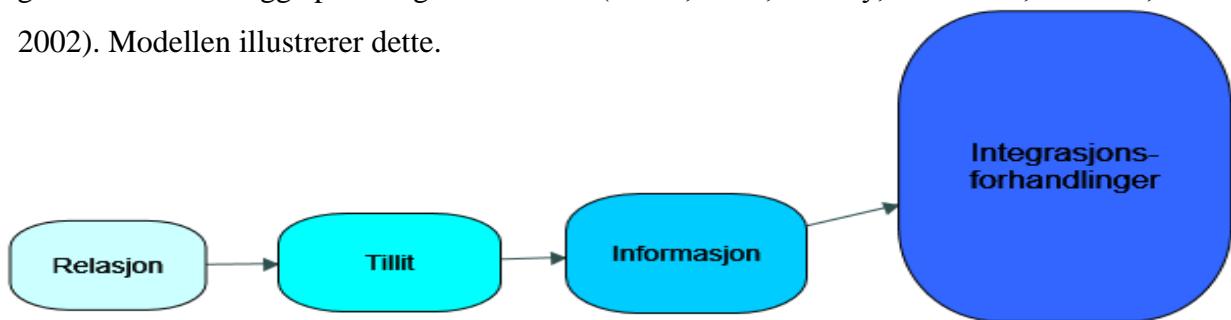 2002). Modellen illustrerer dette.
Relasjon
Tillit
Informasjon
Integrasjons-
forhandlinger